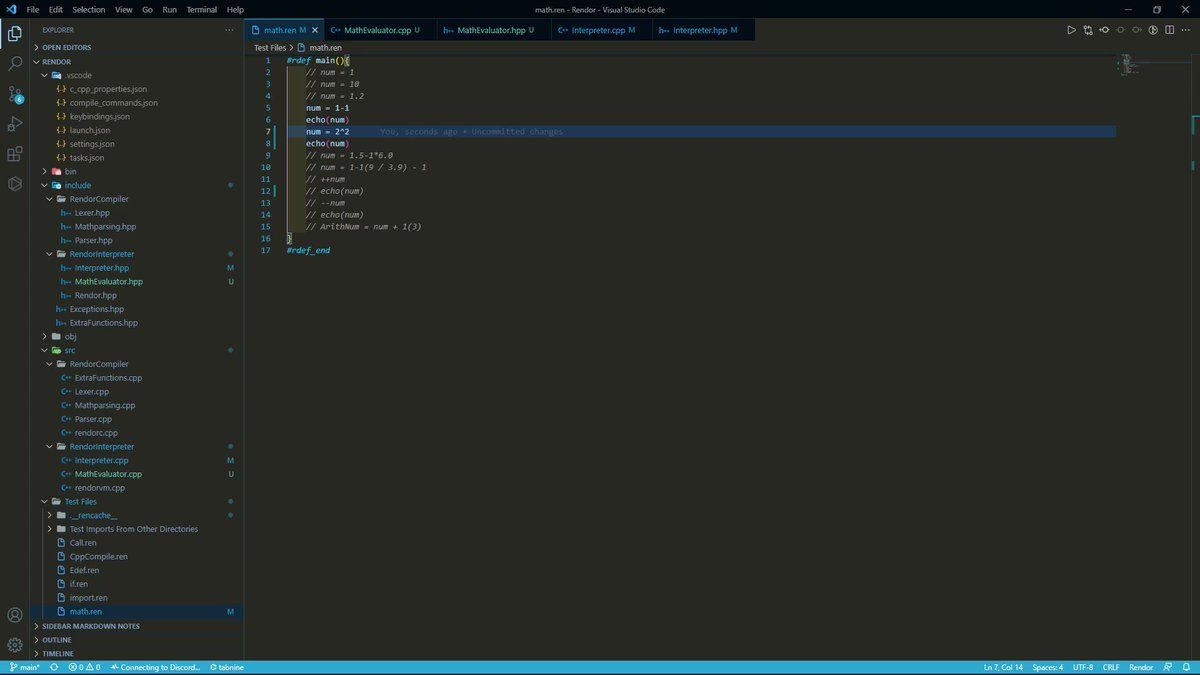 File Edit Selection View Go Run Terminal Help
math.ren - Rendor - Visual Studio Code
EXPLORER
OPEN EDITORS
RENDOR
.vscode
c_cpp_properties.json
compile_commands.json
keybindings.json
launch.json
settings.json
tasks.json
bin
include
RendorCompiler
Lexer.hpp
Mathparsing.hpp
Parser.hpp
RendorInterpreter
Interpreter.hpp M
MathEvaluator.hpp U
Rendor.hpp
Exceptions.hpp
ExtraFunctions.hpp
obj
src
RendorCompiler
ExtraFunctions.cpp
Lexer.cpp
Mathparsing.cpp
Parser.cpp
rendorc.cpp
RendorInterpreter
Interpreter.cpp M
MathEvaluator.cpp U
rendorvm.cpp
Test Files
.__rencache__
Test Imports From Other Directories
Call.ren
CppCompile.ren
Edef.ren
if.ren
import.ren
math.ren M
SIDEBAR MARKDOWN NOTES
OUTLINE
TIMELINE
6
math.ren M MathEvaluator.cpp U MathEvaluator.hpp U Interpreter.cpp M Interpreter.hpp M
Test Files > math.ren
1 #rdef main(){
2 // num = 1
3 // num = 10
4 // num = 1.2
5 num = 1-1
6 echo(num)
7 num = 2^2 You, seconds ago • Uncommitted changes
8 echo(num)
9 // num = 1.5-1*6.0
10 // num = 1-1(9 / 3.9) - 1
11 // ++num
12 // echo(num)
13 // --num
14 // echo(num)
15 // ArithNum = num + 1(3)
16 }
17 #rdef_end
main* 0 0 Connecting to Discord... tabnine Ln 7, Col 14 Spaces: 4 UTF-8 CRLF Rendor